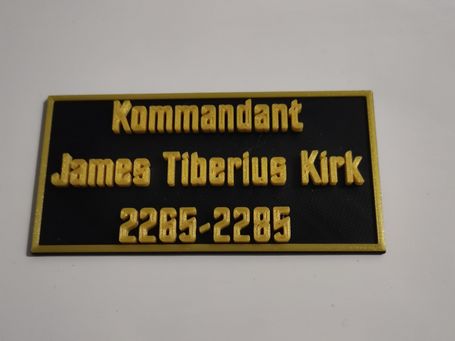 Kommandant
James Tiberius Kirk
2265-2285